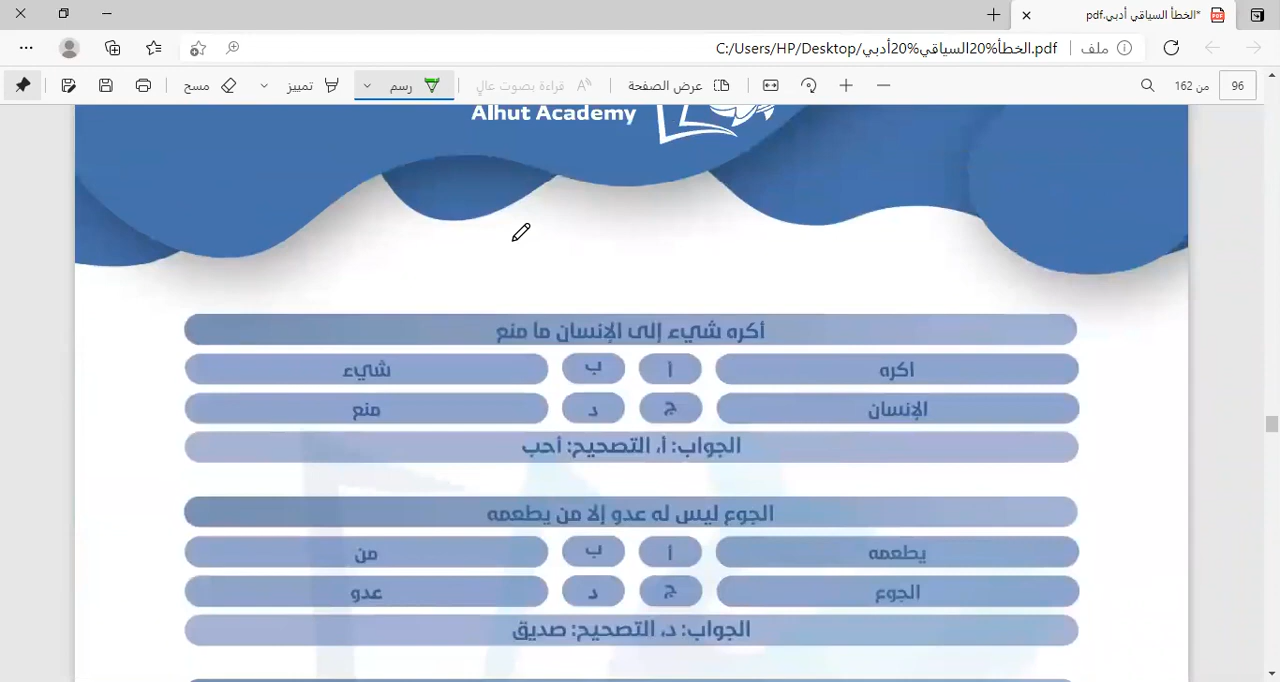 *الخطأ السياقي أدبي.pdf
ملف
C:/Users/HP/Desktop/الخطأ%20السياقي%20أدبي.pdf
96
من 162
عرض الصفحة
قراءة بصوت عالٍ
رسم
تمييز
مسح
Alhut Academy
أكره شيء إلى الإنسان ما منع
اكره
أ
ب
شيء
الإنسان
ج
د
منع
الجواب: أ، التصحيح: أحب
الجوع ليس له عدو إلا من يطعمه
يطعمه
أ
ب
من
الجوع
ج
د
عدو
الجواب: د، التصحيح: صديق